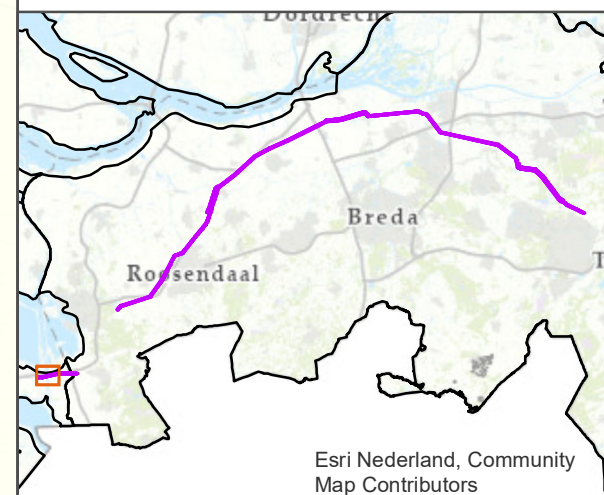 Dordrecht
Breda
Roosendaal
T
Esri Nederland, Community
Map Contributors